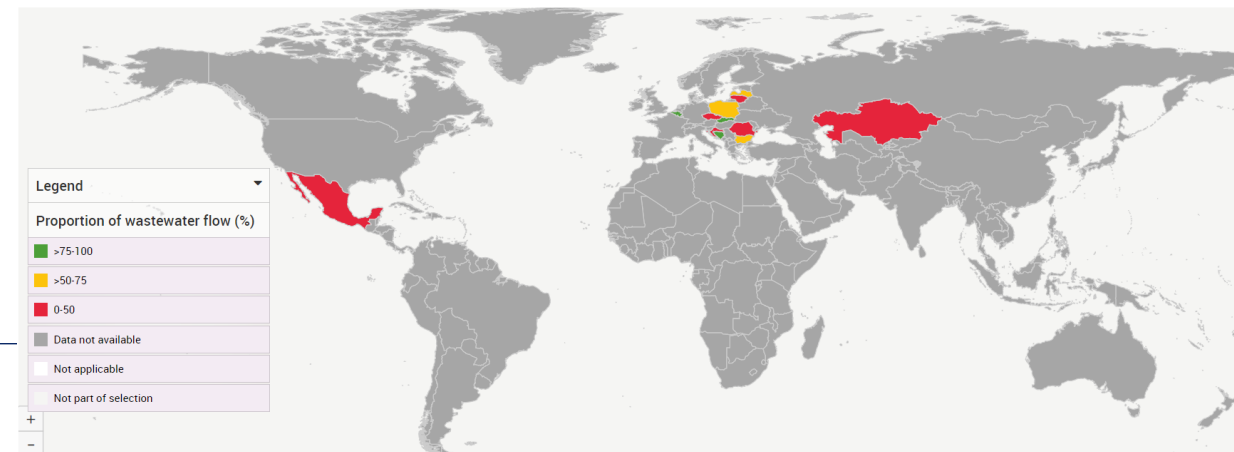 Legend
Proportion of wastewater flow (%)
>75-100
>50-75
0-50
Data not available
Not applicable
Not part of selection
+
−